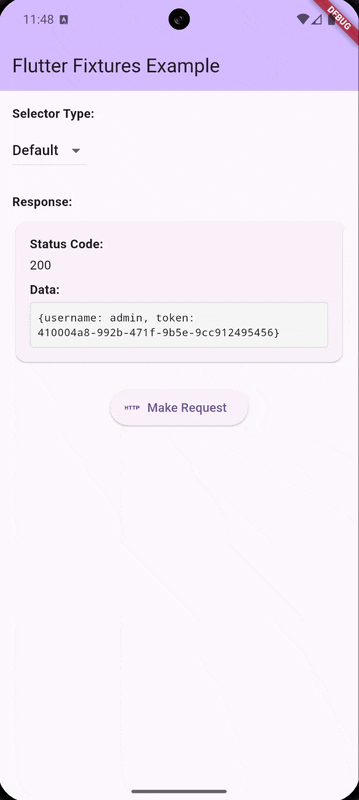 11:48 A
DEBUG
Flutter Fixtures Example
Selector Type:
Default
Response:
Status Code:
200
Data:
{username: admin, token:
410004a8-992b-471f-9b5e-9cc912495456}
HTTP Make Request